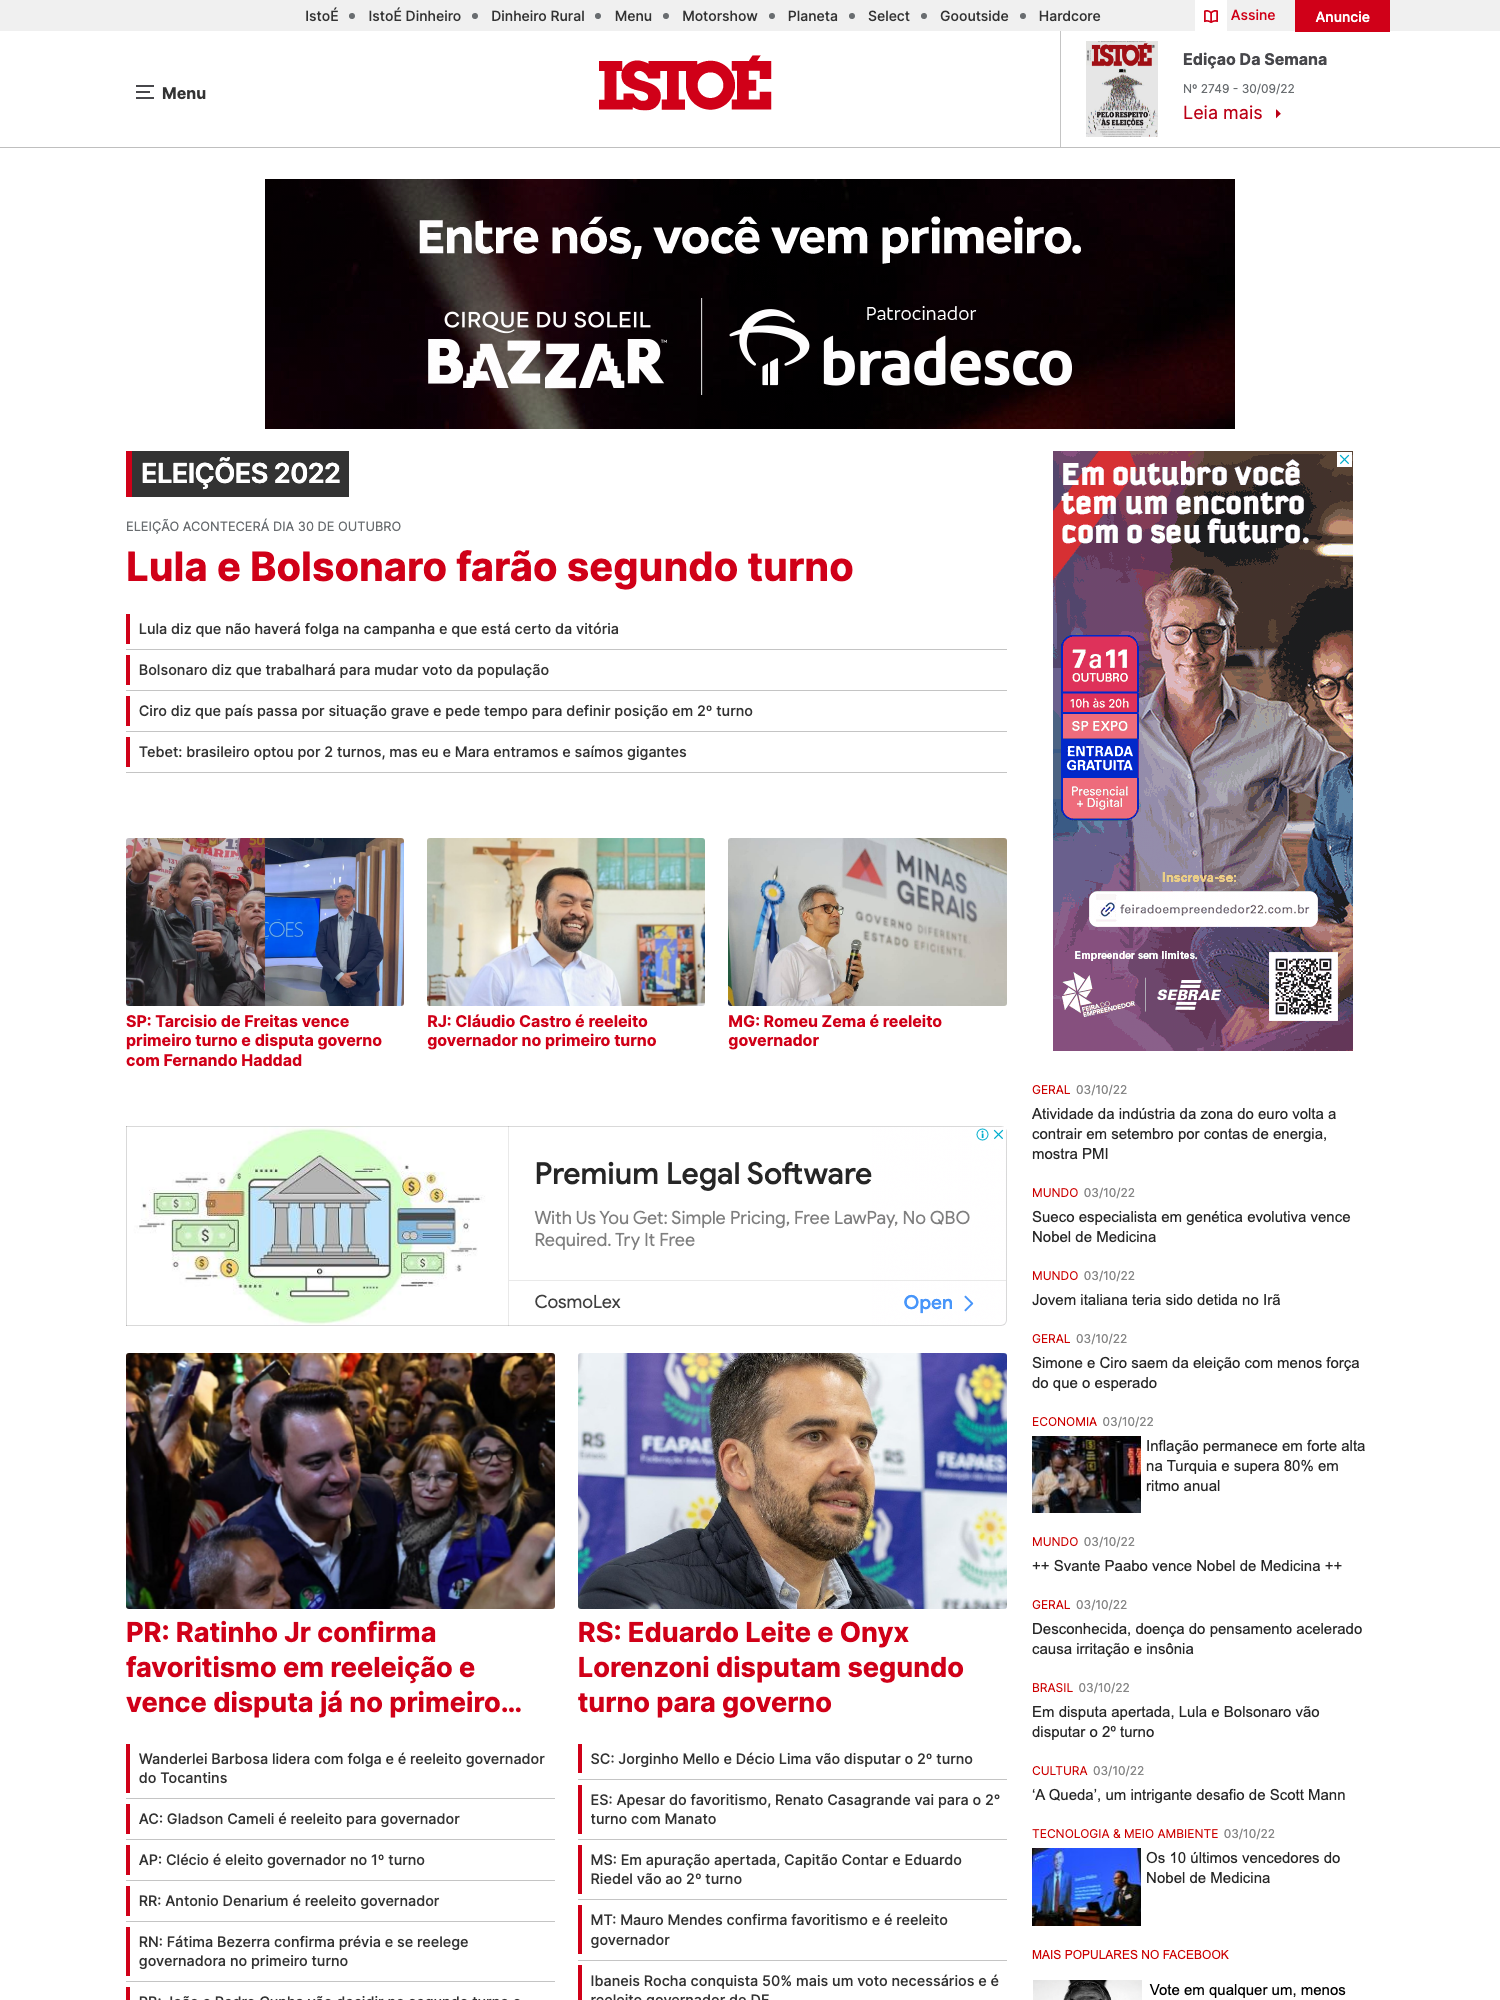 IstoÉ • IstoÉ Dinheiro • Dinheiro Rural • Menu • Motorshow • Planeta • Select • Gooutside • Hardcore
Assine
Anuncie
Menu
ISTOÉ
ISTOÉ
PELO RESPEITO
ÀS ELEIÇÕES
Ediçao Da Semana
Nº 2749 - 30/09/22
Leia mais
Entre nós, você vem primeiro.
CIRQUE DU SOLEIL
BAZZAR™
Patrocinador
bradesco
ELEIÇÕES 2022
ELEIÇÃO ACONTECERÁ DIA 30 DE OUTUBRO
Lula e Bolsonaro farão segundo turno
Lula diz que não haverá folga na campanha e que está certo da vitória
Bolsonaro diz que trabalhará para mudar voto da população
Ciro diz que país passa por situação grave e pede tempo para definir posição em 2º turno
Tebet: brasileiro optou por 2 turnos, mas eu e Mara entramos e saímos gigantes
MINAS
GERAIS
GOVERNO DIFERENTE.
ESTADO EFICIENTE.
SP: Tarcisio de Freitas vence
primeiro turno e disputa governo
com Fernando Haddad
RJ: Cláudio Castro é reeleito
governador no primeiro turno
MG: Romeu Zema é reeleito
governador
Premium Legal Software
With Us You Get: Simple Pricing, Free LawPay, No QBO
Required. Try It Free
CosmoLex
Open
RS
FEAPAES
FEAPAES
PR: Ratinho Jr confirma
favoritismo em reeleição e
vence disputa já no primeiro...
Wanderlei Barbosa lidera com folga e é reeleito governador
do Tocantins
AC: Gladson Cameli é reeleito para governador
AP: Clécio é eleito governador no 1º turno
RR: Antonio Denarium é reeleito governador
RN: Fátima Bezerra confirma prévia e se reelege
governadora no primeiro turno
RS: Eduardo Leite e Onyx
Lorenzoni disputam segundo
turno para governo
SC: Jorginho Mello e Décio Lima vão disputar o 2º turno
ES: Apesar do favoritismo, Renato Casagrande vai para o 2º
turno com Manato
MS: Em apuração apertada, Capitão Contar e Eduardo
Riedel vão ao 2º turno
MT: Mauro Mendes confirma favoritismo e é reeleito
governador
Ibaneis Rocha conquista 50% mais um voto necessários e é
reeleito governador do DF
Em outubro você
tem um encontro
com o seu futuro.
7 a 11
OUTUBRO
10h às 20h
SP EXPO
ENTRADA
GRATUITA
Presencial
+ Digital
Inscreva-se:
feiradoempreendedor22.com.br
Empreender sem limites.
FEIRA DO
EMPREENDEDOR
SEBRAE
GERAL 03/10/22
Atividade da indústria da zona do euro volta a
contrair em setembro por contas de energia,
mostra PMI
MUNDO 03/10/22
Sueco especialista em genética evolutiva vence
Nobel de Medicina
MUNDO 03/10/22
Jovem italiana teria sido detida no Irã
GERAL 03/10/22
Simone e Ciro saem da eleição com menos força
do que o esperado
ECONOMIA 03/10/22
Inflação permanece em forte alta
na Turquia e supera 80% em
ritmo anual
MUNDO 03/10/22
++ Svante Paabo vence Nobel de Medicina ++
GERAL 03/10/22
Desconhecida, doença do pensamento acelerado
causa irritação e insônia
BRASIL 03/10/22
Em disputa apertada, Lula e Bolsonaro vão
disputar o 2º turno
CULTURA 03/10/22
‘A Queda’, um intrigante desafio de Scott Mann
TECNOLOGIA & MEIO AMBIENTE 03/10/22
Os 10 últimos vencedores do
Nobel de Medicina
MAIS POPULARES NO FACEBOOK
Vote em qualquer um, menos